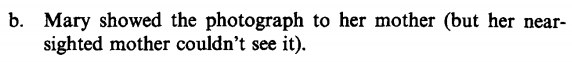 b. Mary showed the photograph to her mother (but her near-
sighted mother couldn't see it).